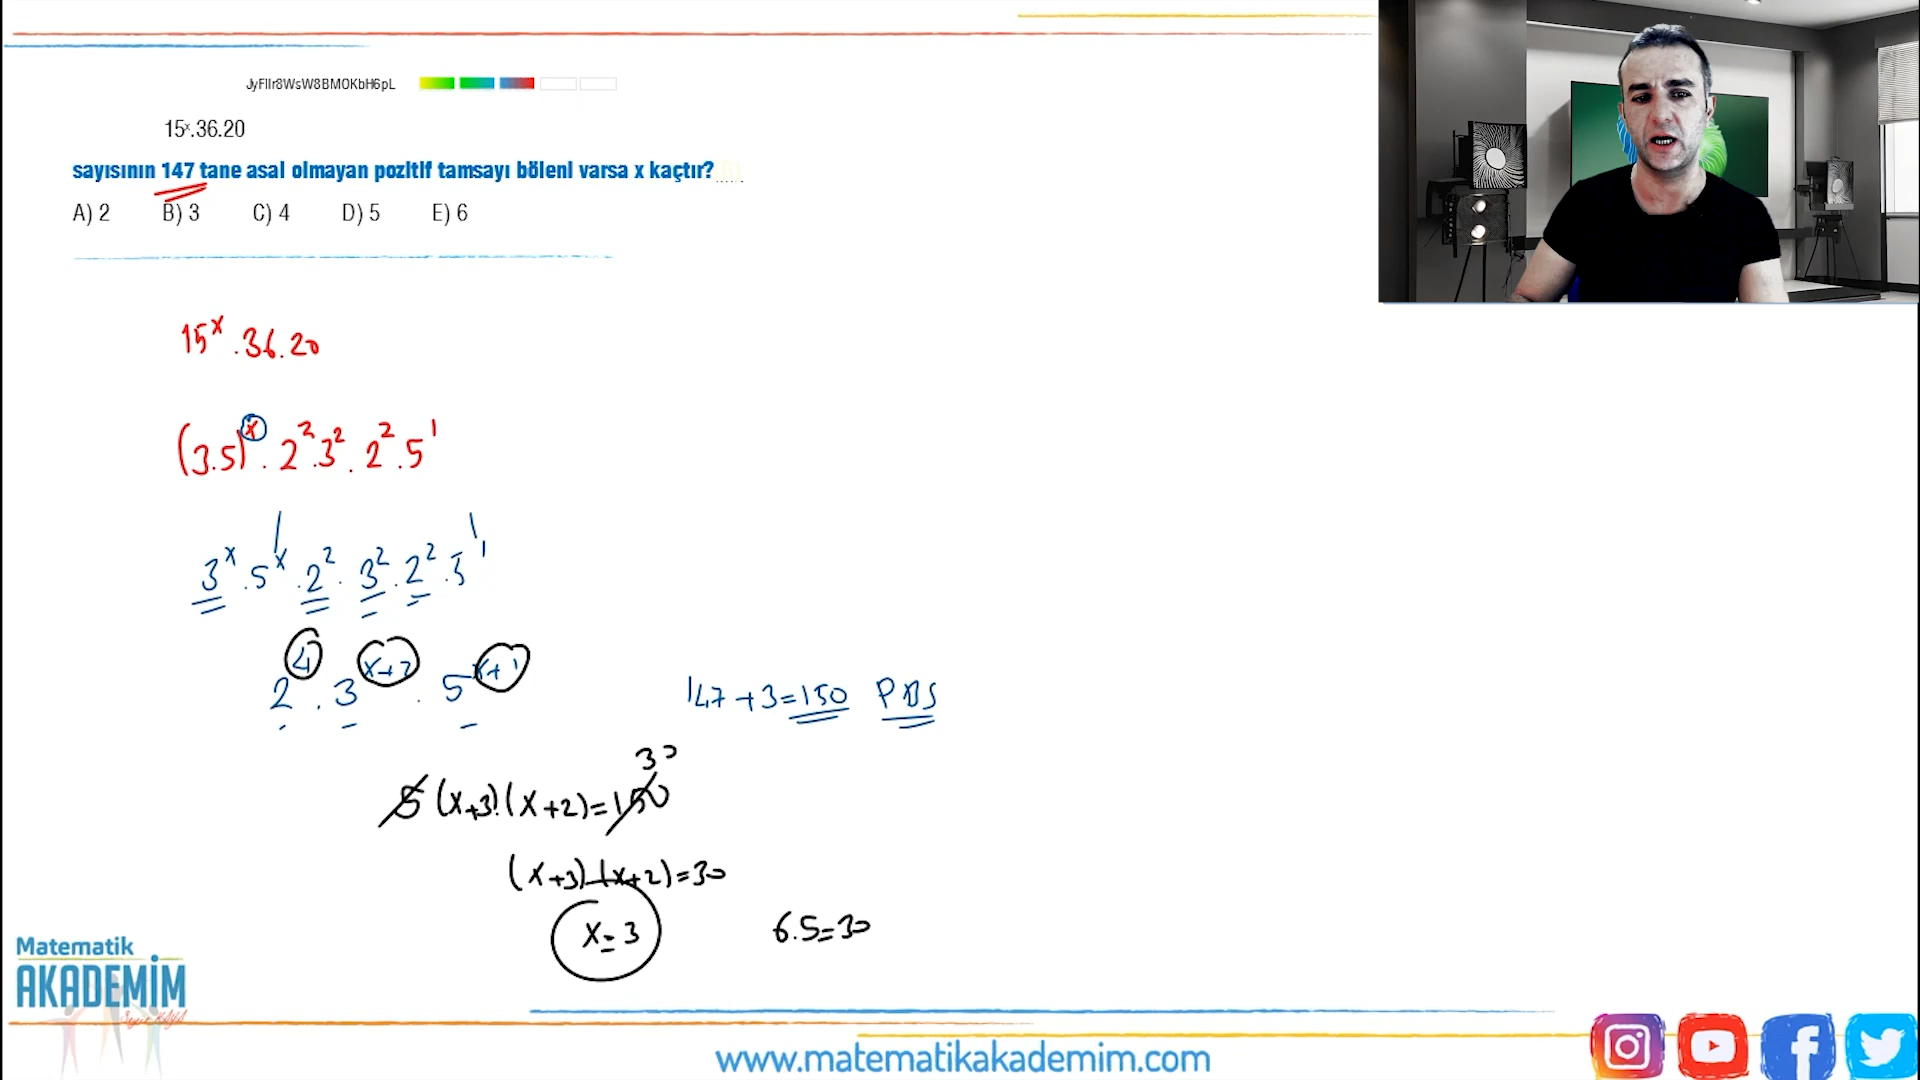 JyFIIr8WsW8BMOKbH6pL
15ˣ.36.20
sayısının 147 tane asal olmayan pozitif tamsayı böleni varsa x kaçtır?
A) 2 B) 3 C) 4 D) 5 E) 6
15ˣ.36.20
(3.5)ˣ.2².3².2².5¹
3ˣ.5ˣ.2².3².2².5¹
2⁴.3ˣ⁺².5ˣ⁺¹
147+3=150 PBS
30
5(x+3).(x+2)=150
(x+3).(x+2)=30
x=3 6.5=30
Matematik
AKADEMİM
www.matematikakademim.com